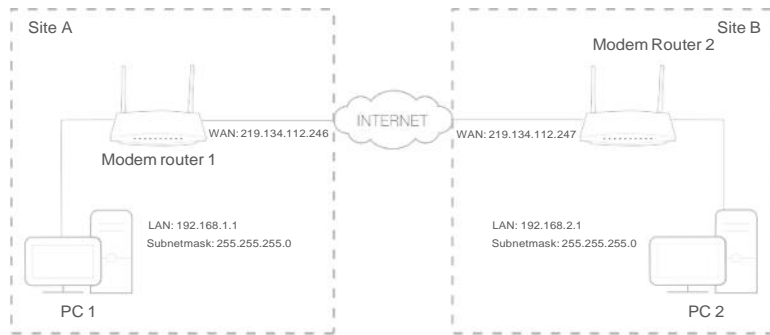 Site A
Site B
Modem Router 2
INTERNET
WAN: 219.134.112.246
WAN: 219.134.112.247
Modem router 1
LAN: 192.168.1.1
Subnetmask: 255.255.255.0
LAN: 192.168.2.1
Subnetmask: 255.255.255.0
PC 1
PC 2